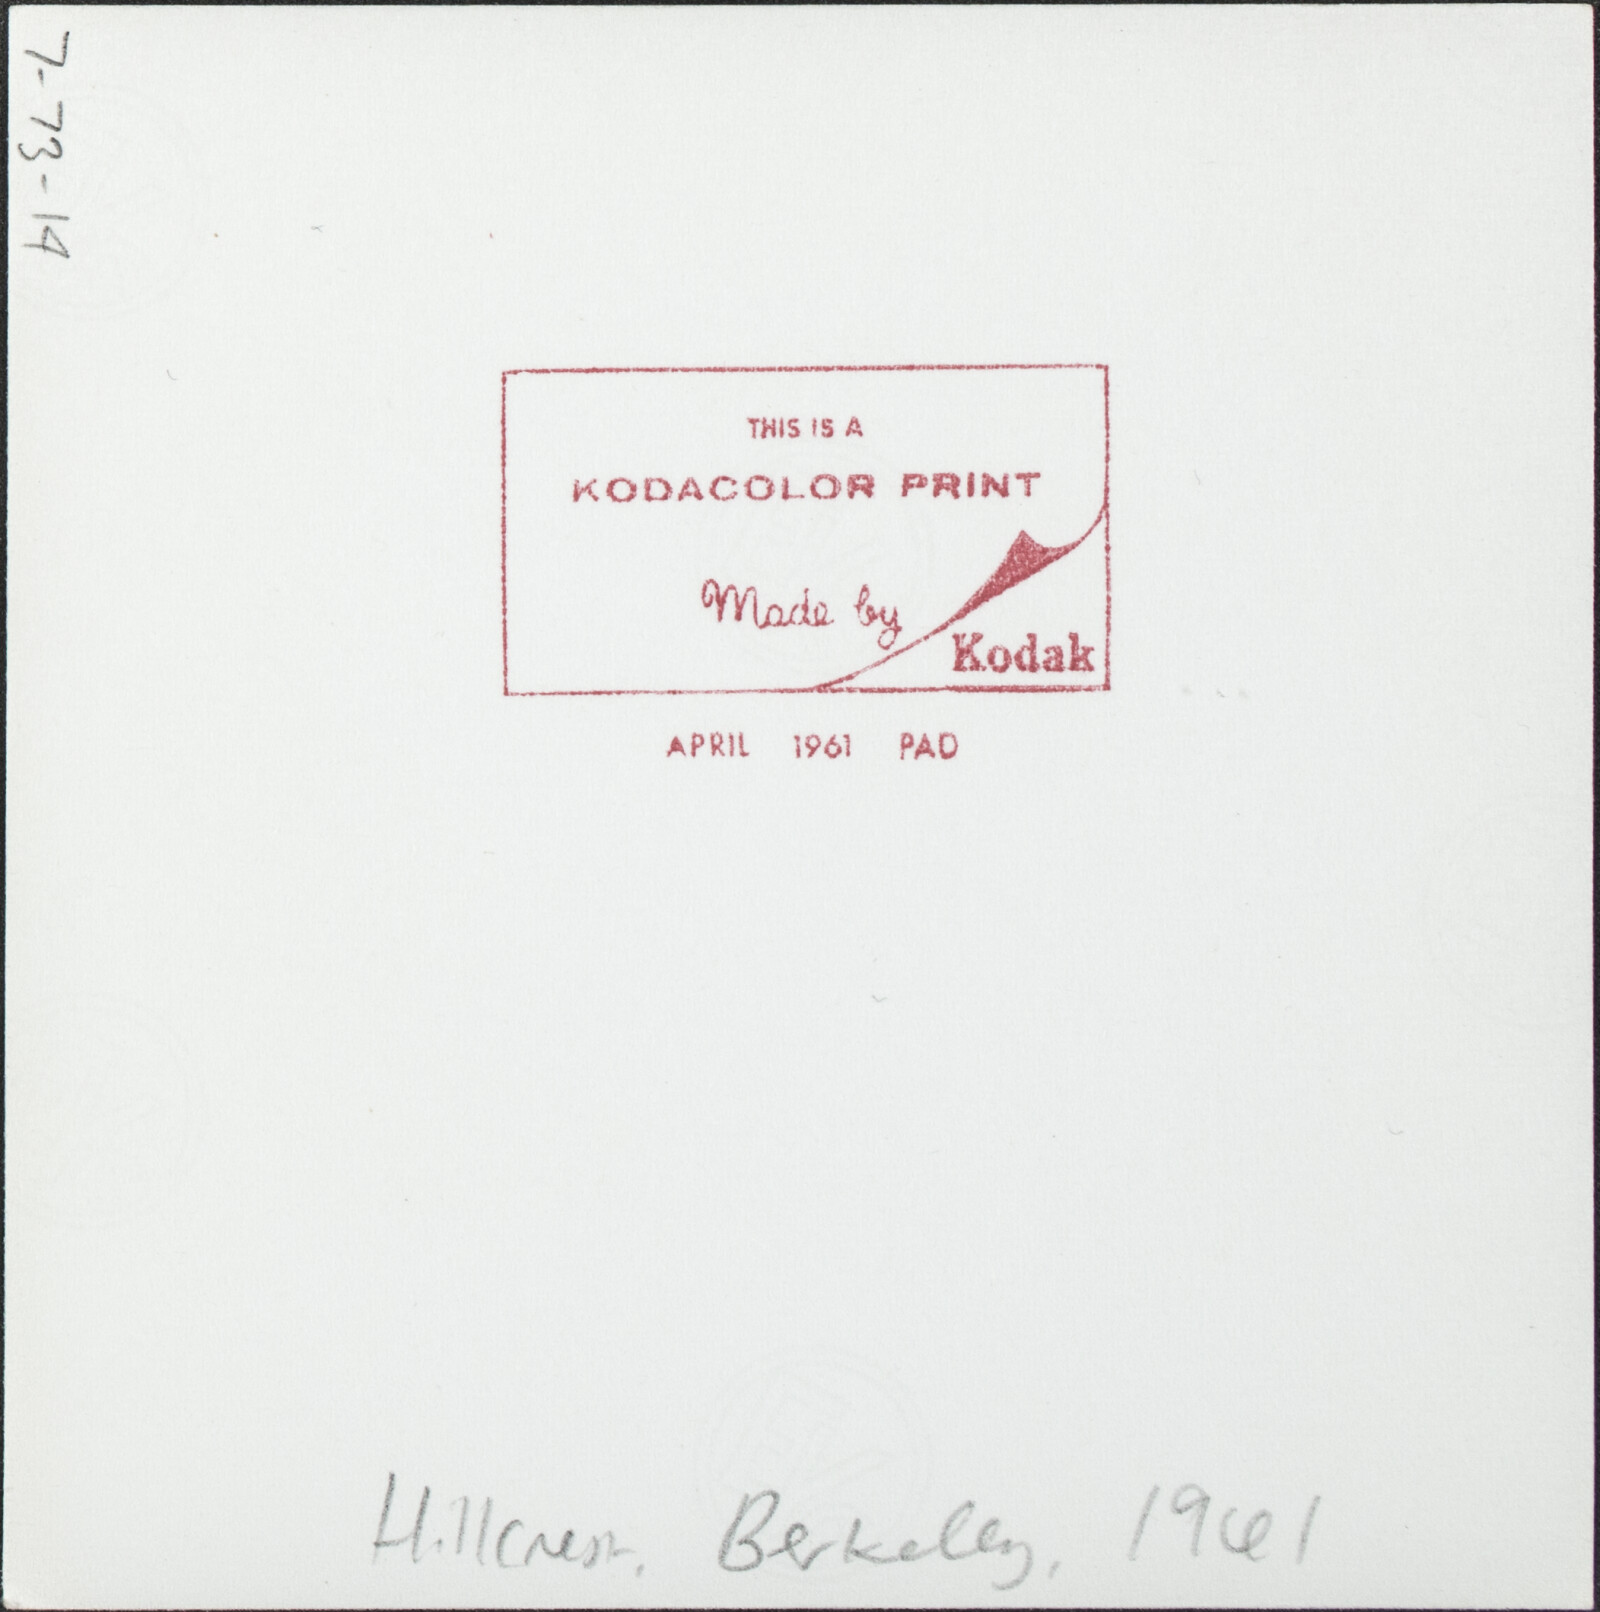 7-73-14
THIS IS A
KODACOLOR PRINT
Made by
Kodak
APRIL 1961 PAD
Hillcrest, Berkeley, 1961